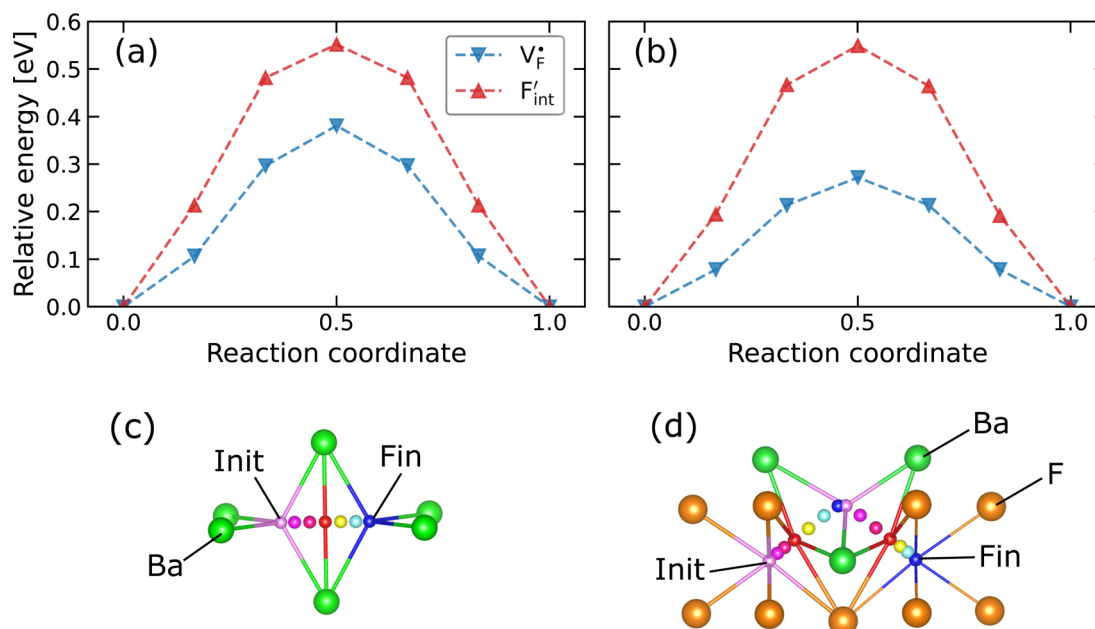 0.6
0.5
0.4
0.3
0.2
0.1
0.0
Relative energy [eV]
(a)
V_F^•
F′_int
0.0 0.5 1.0
Reaction coordinate
(b)
0.0 0.5 1.0
Reaction coordinate
(c)
Init
Fin
Ba
(d)
Ba
F
Init
Fin